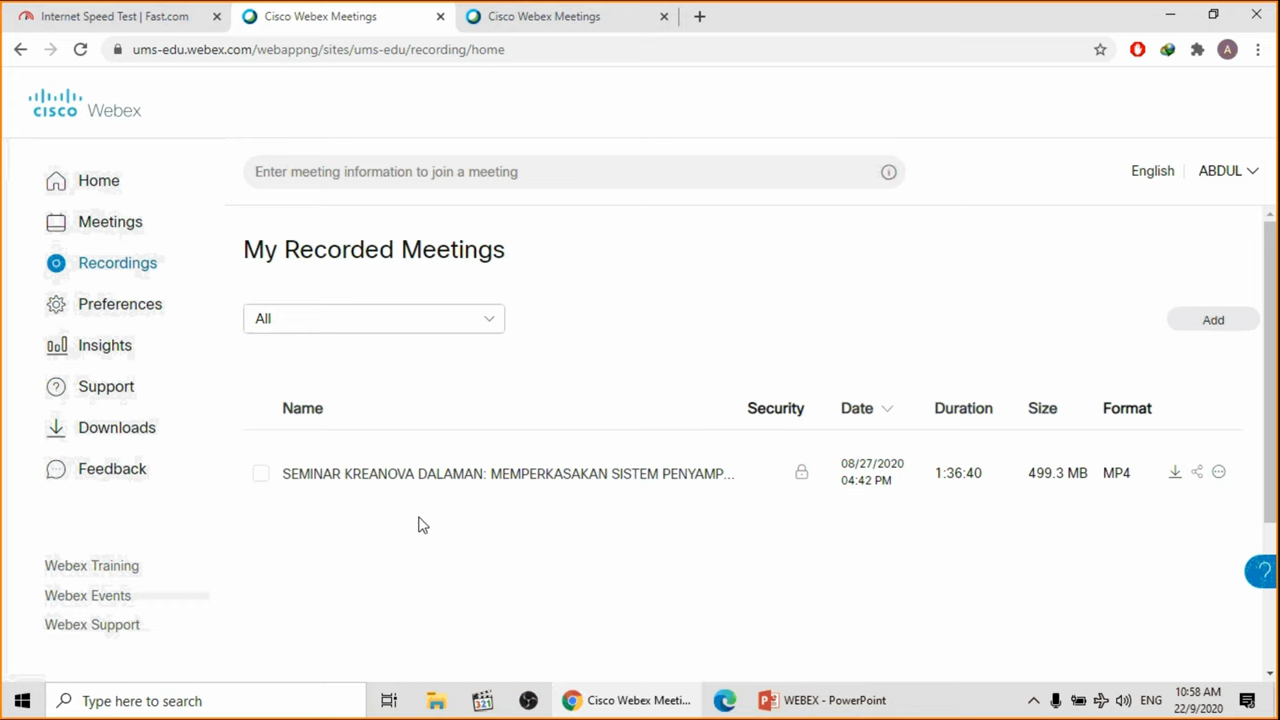 Internet Speed Test | Fast.com
Cisco Webex Meetings
Cisco Webex Meetings
ums-edu.webex.com/webappng/sites/ums-edu/recording/home
A
CISCO Webex
Enter meeting information to join a meeting
English
ABDUL
Home
Meetings
Recordings
Preferences
Insights
Support
Downloads
Feedback
Webex Training
Webex Events
Webex Support
My Recorded Meetings
All
Add
Name Security Date Duration Size Format
SEMINAR KREANOVA DALAMAN: MEMPERKASAKAN SISTEM PENYAMP... 08/27/2020 1:36:40 499.3 MB MP4
04:42 PM
?
Type here to search
321
Cisco Webex Meeti...
WEBEX - PowerPoint
ENG
10:58 AM
22/9/2020